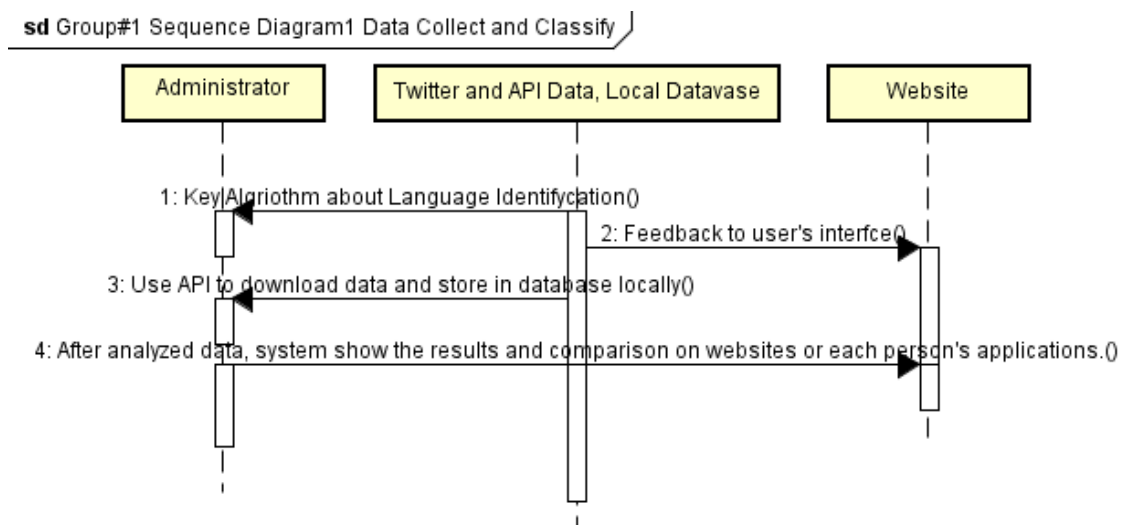 sd Group#1 Sequence Diagram1 Data Collect and Classify
Administrator
Twitter and API Data, Local Datavase
Website
1: Key Algriothm about Language Identifycation()
2: Feedback to user's interfce()
3: Use API to download data and store in database locally()
4: After analyzed data, system show the results and comparison on websites or each person's applications.()